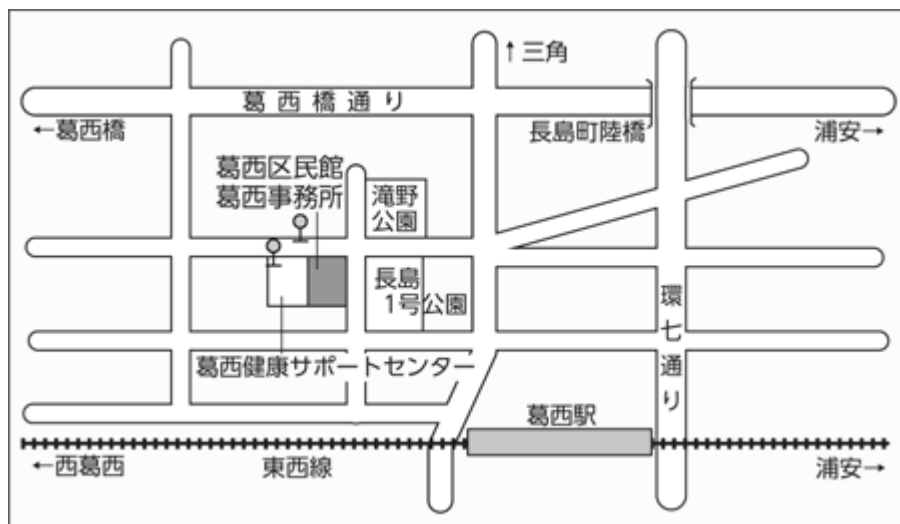 ↑三角
葛西橋通り
←葛西橋
長島町陸橋
浦安→
葛西区民館
葛西事務所
滝野
公園
長島
1号公園
環七通り
葛西健康サポートセンター
葛西駅
←西葛西
東西線
浦安→